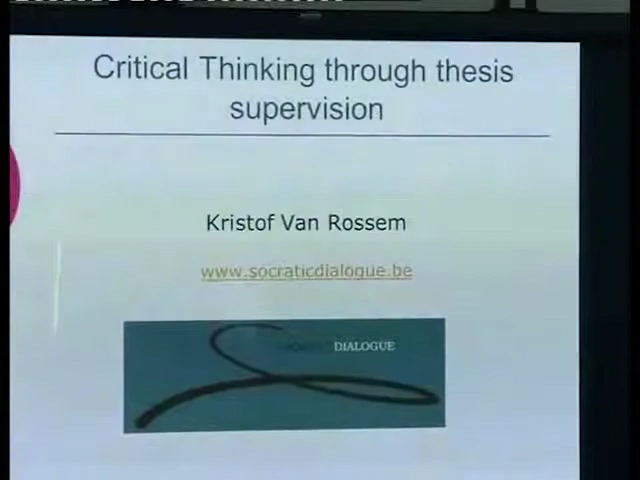 Critical Thinking through thesis
supervision
Kristof Van Rossem
www.socraticdialogue.be
DIALOGUE